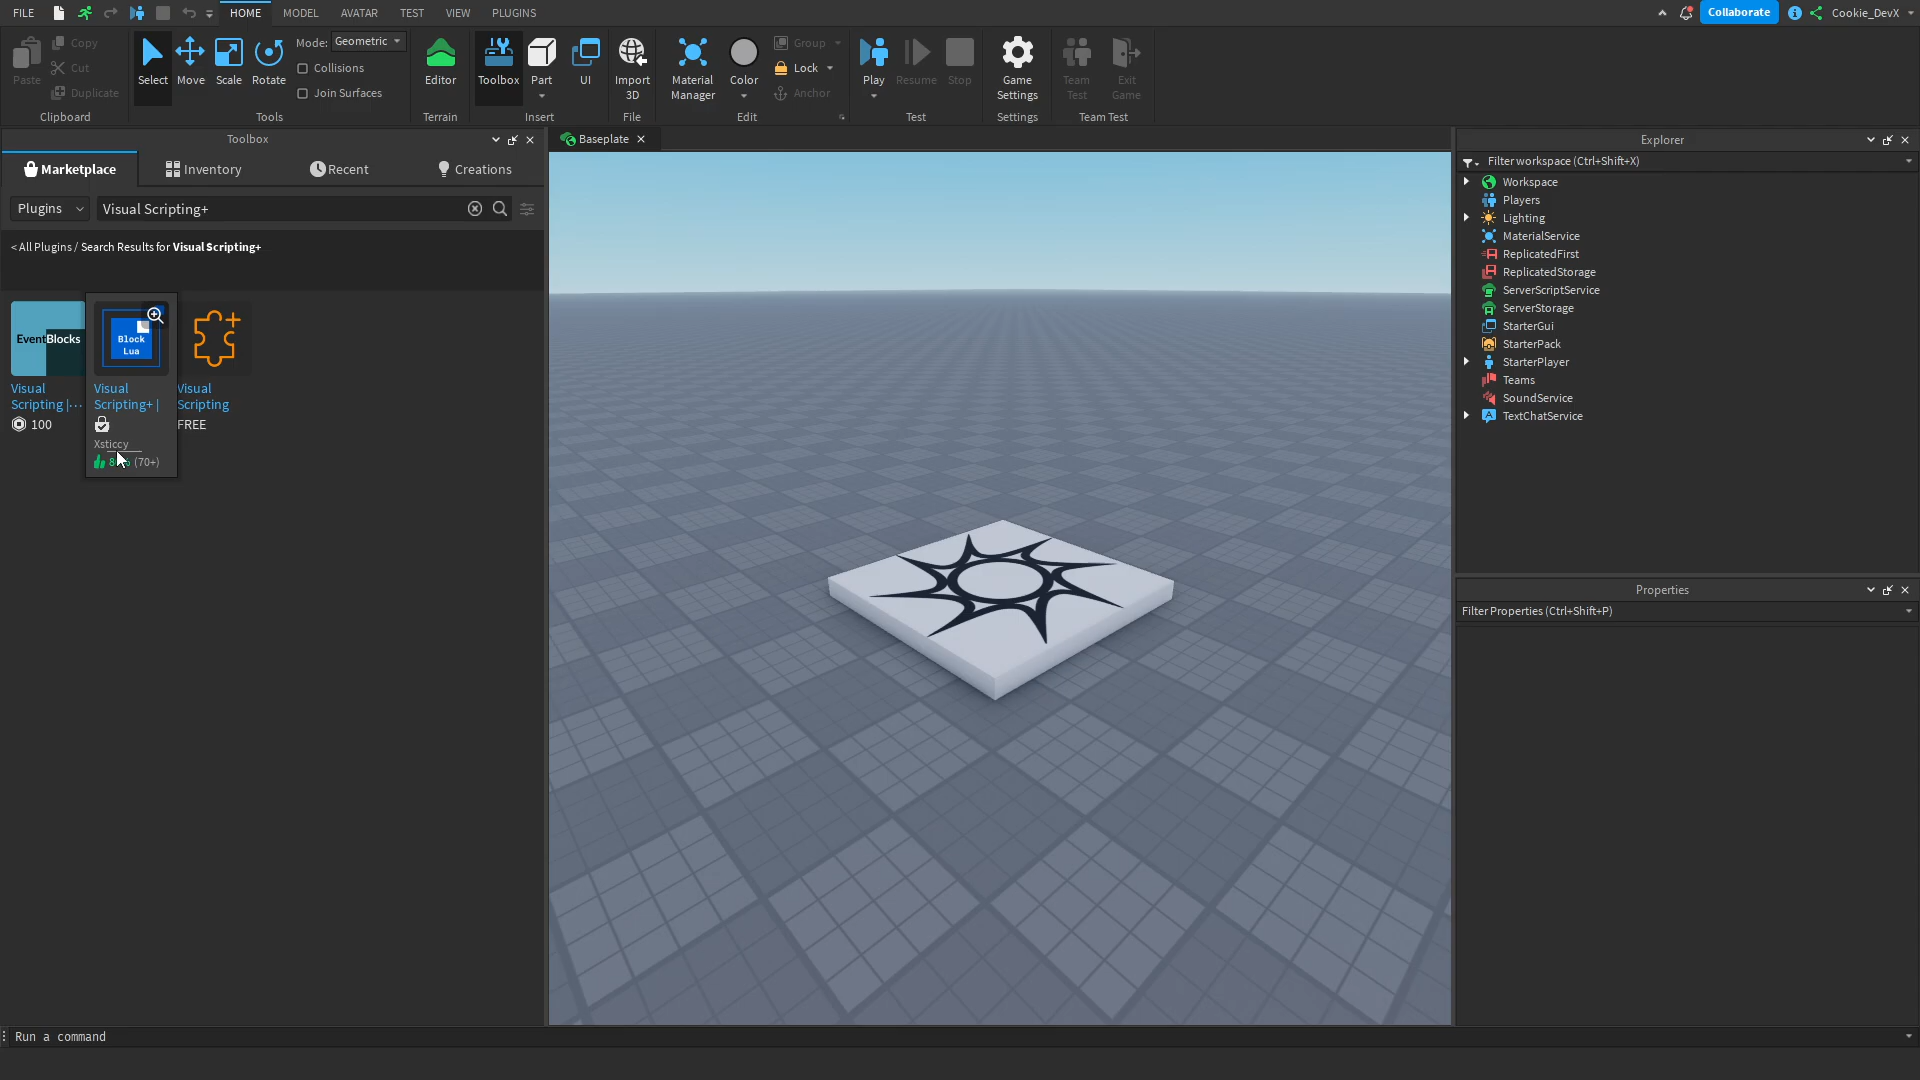 FILE
HOME
MODEL
AVATAR
TEST
VIEW
PLUGINS
Collaborate
Cookie_DevX
Paste
Copy
Cut
Duplicate
Clipboard
Select
Move
Scale
Rotate
Mode: Geometric
Collisions
Join Surfaces
Tools
Editor
Terrain
Toolbox
Part
UI
Insert
Import
3D
File
Material
Manager
Color
Group
Lock
Anchor
Edit
Play
Resume
Stop
Test
Game
Settings
Settings
Team
Test
Exit
Game
Team Test
Toolbox
Marketplace
Inventory
Recent
Creations
Plugins
Visual Scripting+
< All Plugins / Search Results for Visual Scripting+
EventBlocks
Visual
Scripting |...
100
Block
Lua
Visual
Scripting+ |
Xsticcy
(70+)
Visual
Scripting
FREE
Baseplate
Explorer
Filter workspace (Ctrl+Shift+X)
Workspace
Players
Lighting
MaterialService
ReplicatedFirst
ReplicatedStorage
ServerScriptService
ServerStorage
StarterGui
StarterPack
StarterPlayer
Teams
SoundService
TextChatService
Properties
Filter Properties (Ctrl+Shift+P)
Run a command